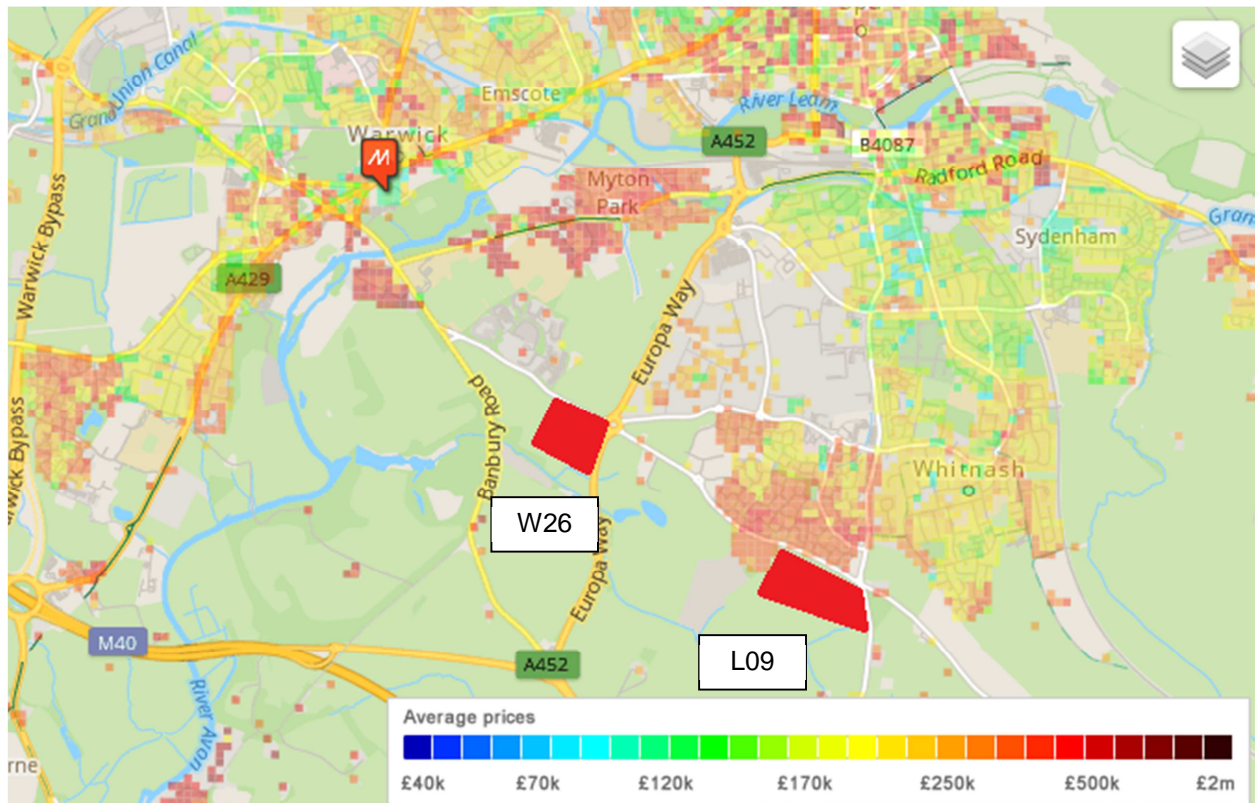 Grand Union Canal
Emscote
Warwick
River Leam
A452
B4087
Radford Road
Myton
Park
Gran
Sydenham
Warwick Bypass
A429
Europa Way
Banbury Road
Whitnash
W26
arwick Bypass
Europa Way
L09
M40
A452
River Avon
rne
Average prices
£40k £70k £120k £170k £250k £500k £2m